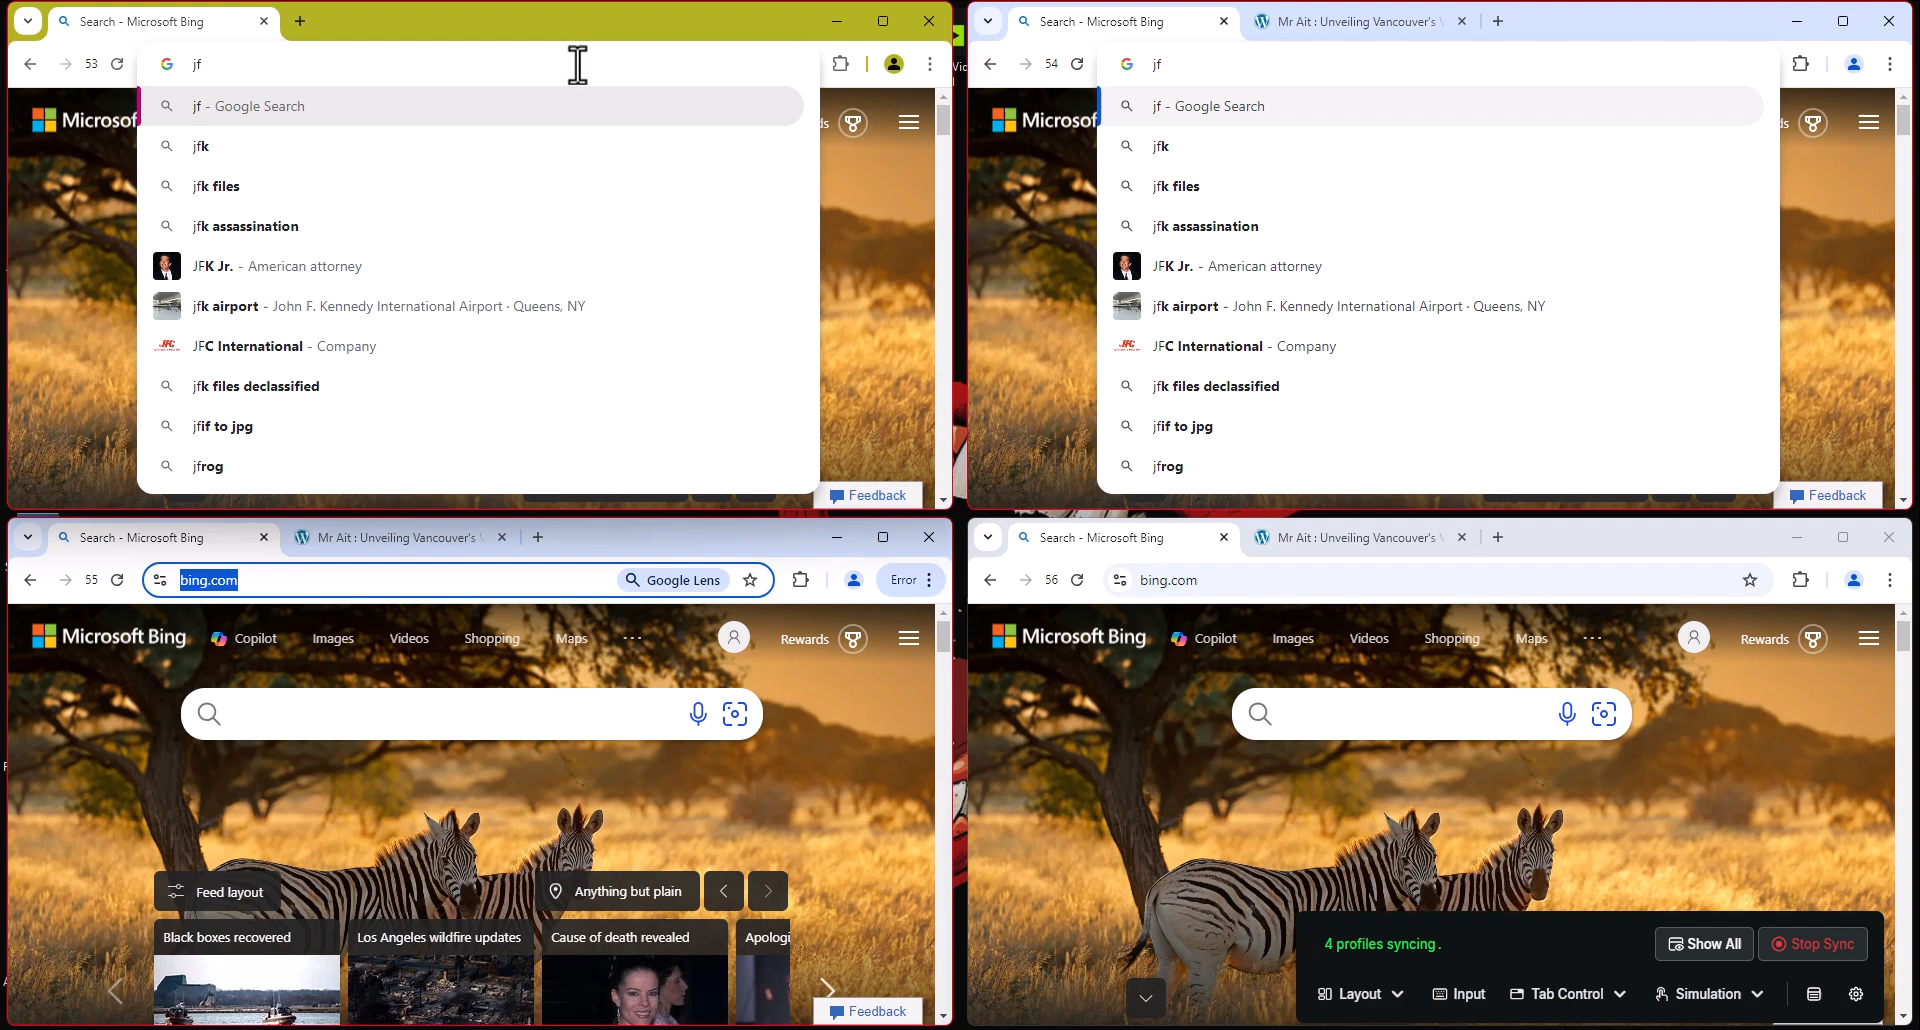 Search - Microsoft Bing
53
jf
jf - Google Search
jfk
jfk files
jfk assassination
JFK Jr. - American attorney
jfk airport - John F. Kennedy International Airport · Queens, NY
JFC International - Company
jfk files declassified
jfif to jpg
jfrog
Feedback
Search - Microsoft Bing
Mr Ait : Unveiling Vancouver's
54
jf
jf - Google Search
jfk
jfk files
jfk assassination
JFK Jr. - American attorney
jfk airport - John F. Kennedy International Airport · Queens, NY
JFC International - Company
jfk files declassified
jfif to jpg
jfrog
Feedback
Search - Microsoft Bing
Mr Ait : Unveiling Vancouver's
55
bing.com
Google Lens
Error
Microsoft Bing
Copilot
Images
Videos
Shopping
Maps
Rewards
Feed layout
Anything but plain
Black boxes recovered
Los Angeles wildfire updates
Cause of death revealed
Apologi
Feedback
Search - Microsoft Bing
Mr Ait : Unveiling Vancouver's
56
bing.com
Microsoft Bing
Copilot
Images
Videos
Shopping
Maps
Rewards
4 profiles syncing.
Show All
Stop Sync
Layout
Input
Tab Control
Simulation